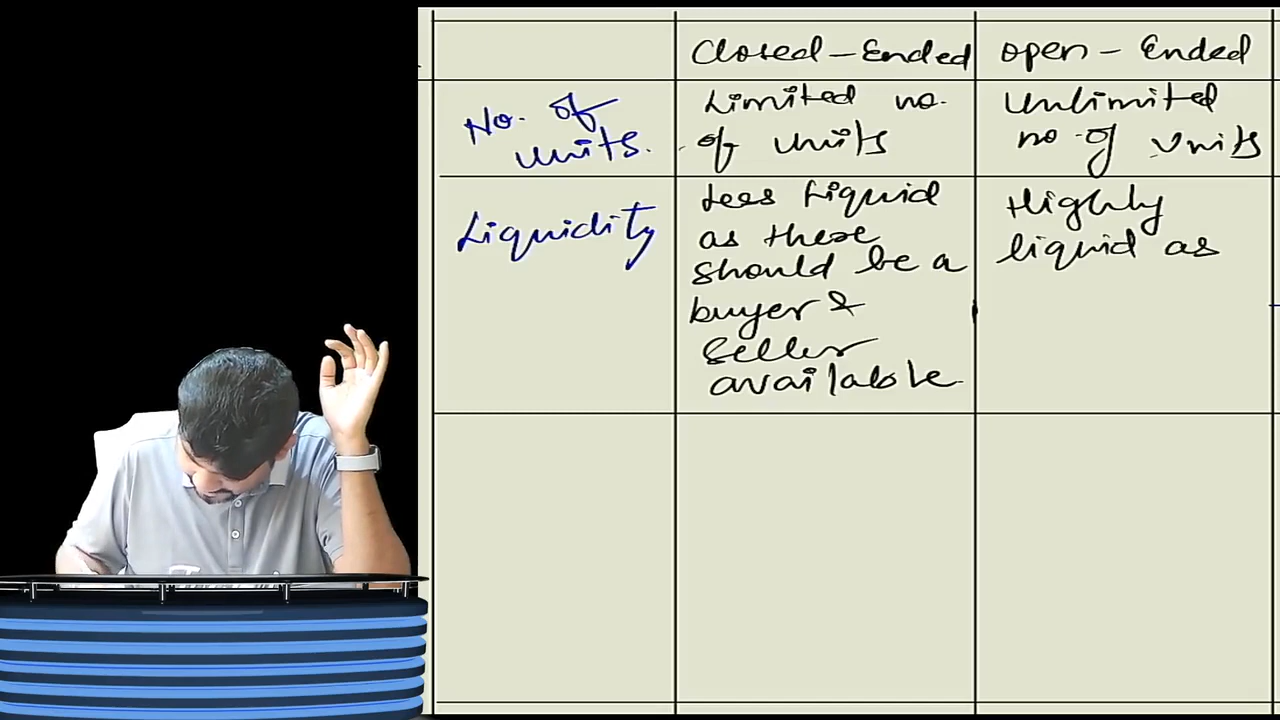 Closed-Ended
open-Ended
No. of
units.
Limited no.
of units
Unlimited
no. of units
Liquidity
Less Liquid
as there
should be a
buyer &
Seller
available
Highly
liquid as